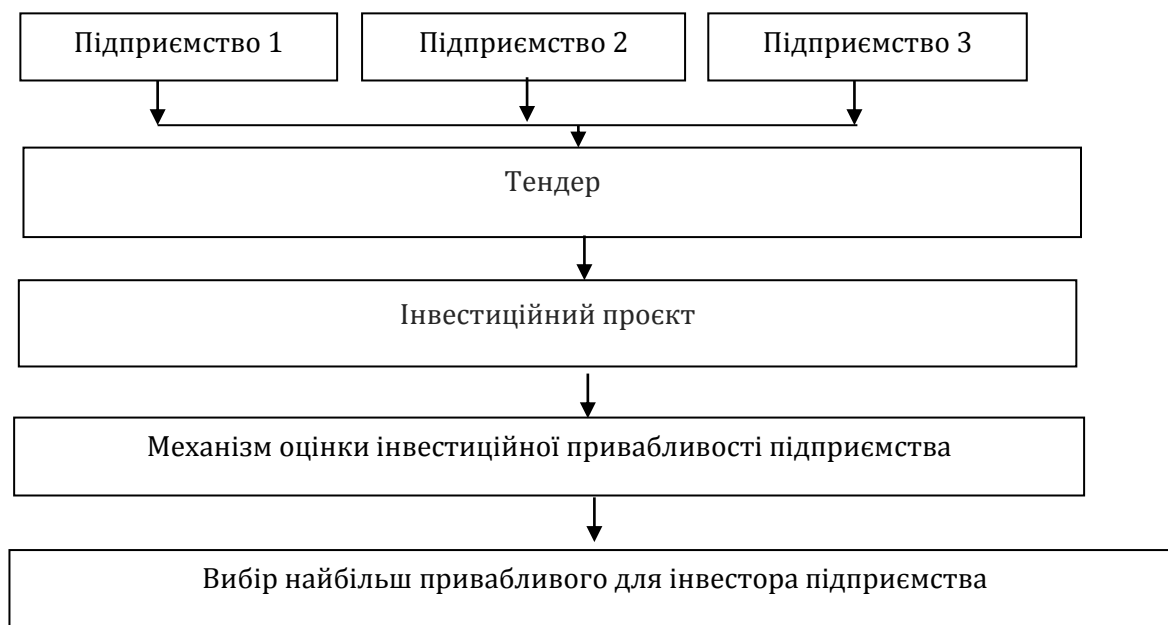 Підприємство 1
Підприємство 2
Підприємство 3
Тендер
Інвестиційний проєкт
Механізм оцінки інвестиційної привабливості підприємства
Вибір найбільш привабливого для інвестора підприємства